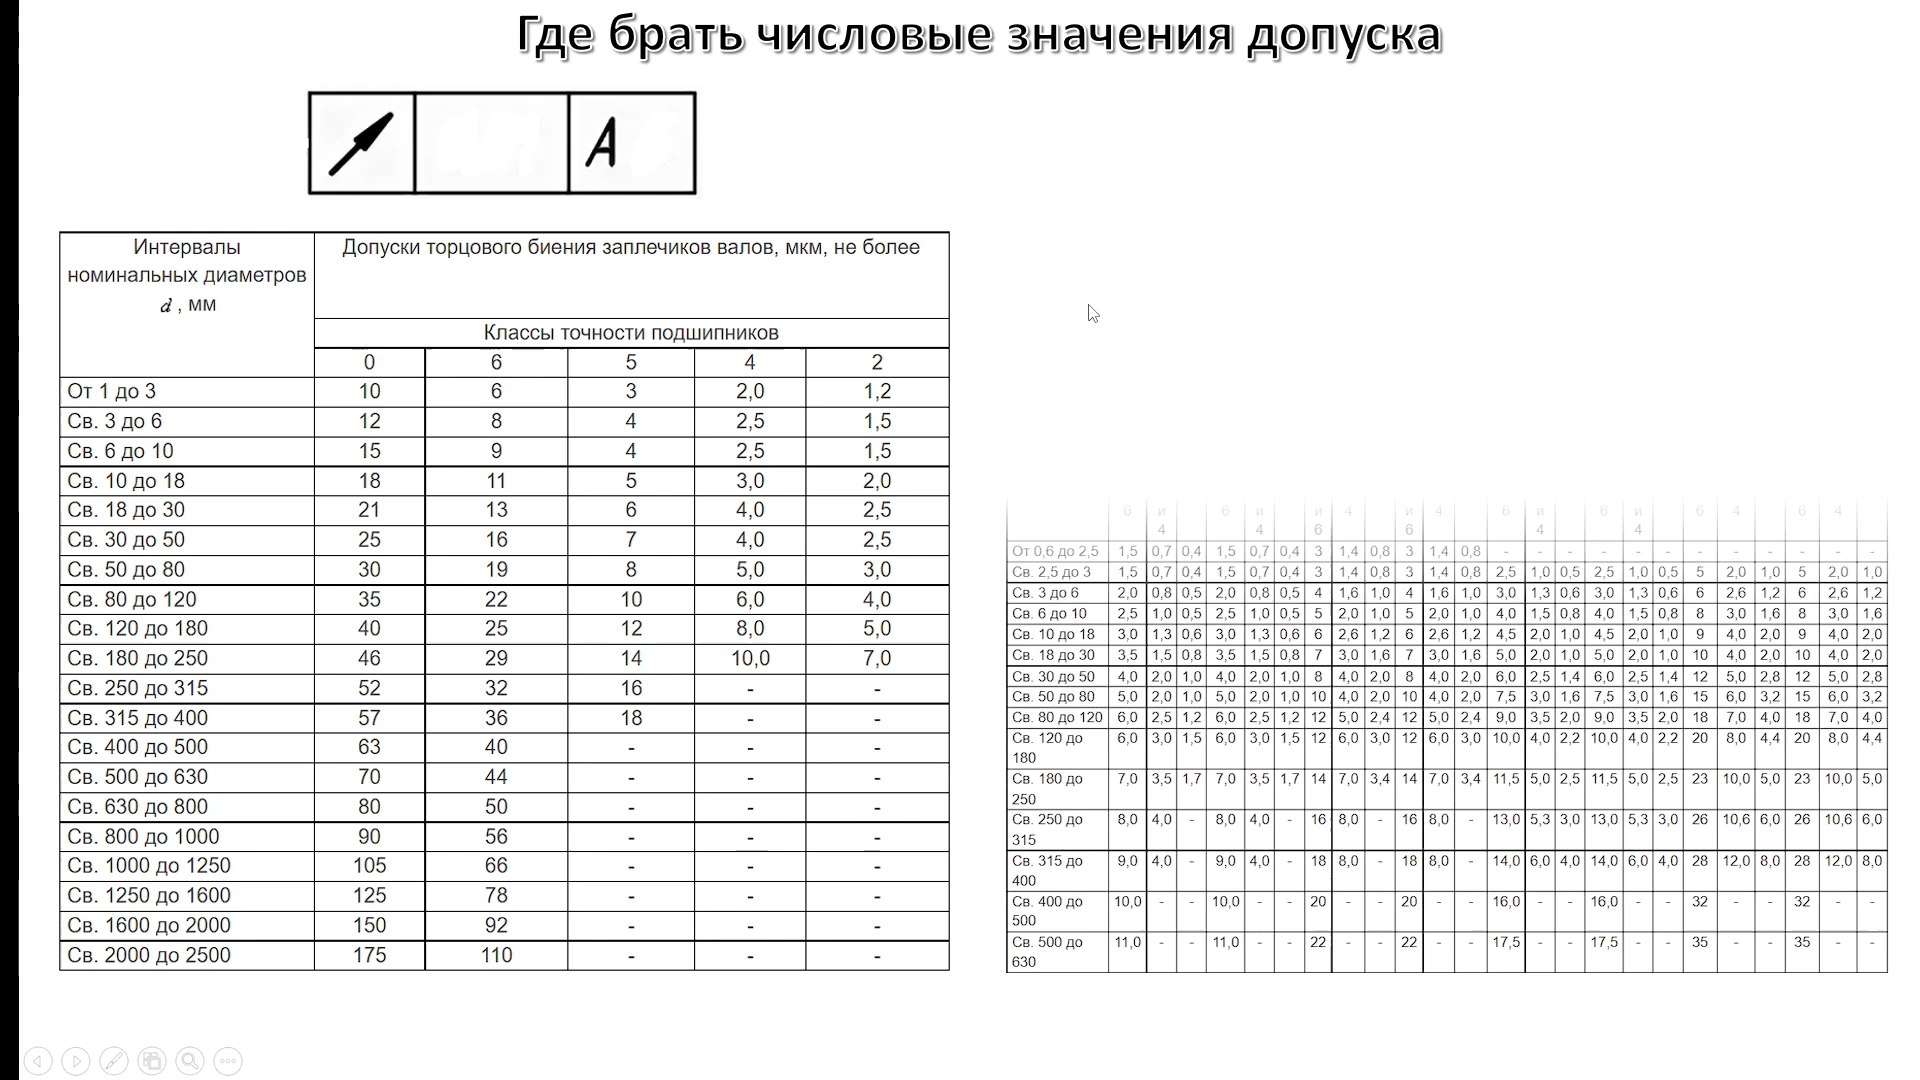 Где брать числовые значения допуска
А
Интервалы
номинальных диаметров
d , мм
Допуски торцового биения заплечиков валов, мкм, не более
Классы точности подшипников
0 6 5 4 2
От 1 до 3 10 6 3 2,0 1,2
Св. 3 до 6 12 8 4 2,5 1,5
Св. 6 до 10 15 9 4 2,5 1,5
Св. 10 до 18 18 11 5 3,0 2,0
Св. 18 до 30 21 13 6 4,0 2,5
Св. 30 до 50 25 16 7 4,0 2,5
Св. 50 до 80 30 19 8 5,0 3,0
Св. 80 до 120 35 22 10 6,0 4,0
Св. 120 до 180 40 25 12 8,0 5,0
Св. 180 до 250 46 29 14 10,0 7,0
Св. 250 до 315 52 32 16 - -
Св. 315 до 400 57 36 18 - -
Св. 400 до 500 63 40 - - -
Св. 500 до 630 70 44 - - -
Св. 630 до 800 80 50 - - -
Св. 800 до 1000 90 56 - - -
Св. 1000 до 1250 105 66 - - -
Св. 1250 до 1600 125 78 - - -
Св. 1600 до 2000 150 92 - - -
Св. 2000 до 2500 175 110 - - -
6 и 6 и и 4 и 4 6 и 6 и 6 4 6 4
4 4 6 6 4 4
От 0,6 до 2,5 1,5 0,7 0,4 1,5 0,7 0,4 3 1,4 0,8 3 1,4 0,8 - - - - - - - - - - - -
Св. 2,5 до 3 1,5 0,7 0,4 1,5 0,7 0,4 3 1,4 0,8 3 1,4 0,8 2,5 1,0 0,5 2,5 1,0 0,5 5 2,0 1,0 5 2,0 1,0
Св. 3 до 6 2,0 0,8 0,5 2,0 0,8 0,5 4 1,6 1,0 4 1,6 1,0 3,0 1,3 0,6 3,0 1,3 0,6 6 2,6 1,2 6 2,6 1,2
Св. 6 до 10 2,5 1,0 0,5 2,5 1,0 0,5 5 2,0 1,0 5 2,0 1,0 4,0 1,5 0,8 4,0 1,5 0,8 8 3,0 1,6 8 3,0 1,6
Св. 10 до 18 3,0 1,3 0,6 3,0 1,3 0,6 6 2,6 1,2 6 2,6 1,2 4,5 2,0 1,0 4,5 2,0 1,0 9 4,0 2,0 9 4,0 2,0
Св. 18 до 30 3,5 1,5 0,8 3,5 1,5 0,8 7 3,0 1,6 7 3,0 1,6 5,0 2,0 1,0 5,0 2,0 1,0 10 4,0 2,0 10 4,0 2,0
Св. 30 до 50 4,0 2,0 1,0 4,0 2,0 1,0 8 4,0 2,0 8 4,0 2,0 6,0 2,5 1,4 6,0 2,5 1,4 12 5,0 2,8 12 5,0 2,8
Св. 50 до 80 5,0 2,0 1,0 5,0 2,0 1,0 10 4,0 2,0 10 4,0 2,0 7,5 3,0 1,6 7,5 3,0 1,6 15 6,0 3,2 15 6,0 3,2
Св. 80 до 120 6,0 2,5 1,2 6,0 2,5 1,2 12 5,0 2,4 12 5,0 2,4 9,0 3,5 2,0 9,0 3,5 2,0 18 7,0 4,0 18 7,0 4,0
Св. 120 до 6,0 3,0 1,5 6,0 3,0 1,5 12 6,0 3,0 12 6,0 3,0 10,0 4,0 2,2 10,0 4,0 2,2 20 8,0 4,4 20 8,0 4,4
180
Св. 180 до 7,0 3,5 1,7 7,0 3,5 1,7 14 7,0 3,4 14 7,0 3,4 11,5 5,0 2,5 11,5 5,0 2,5 23 10,0 5,0 23 10,0 5,0
250
Св. 250 до 8,0 4,0 - 8,0 4,0 - 16 8,0 - 16 8,0 - 13,0 5,3 3,0 13,0 5,3 3,0 26 10,6 6,0 26 10,6 6,0
315
Св. 315 до 9,0 4,0 - 9,0 4,0 - 18 8,0 - 18 8,0 - 14,0 6,0 4,0 14,0 6,0 4,0 28 12,0 8,0 28 12,0 8,0
400
Св. 400 до 10,0 - - 10,0 - - 20 - - 20 - - 16,0 - - 16,0 - - 32 - - 32 - -
500
Св. 500 до 11,0 - - 11,0 - - 22 - - 22 - - 17,5 - - 17,5 - - 35 - - 35 - -
630